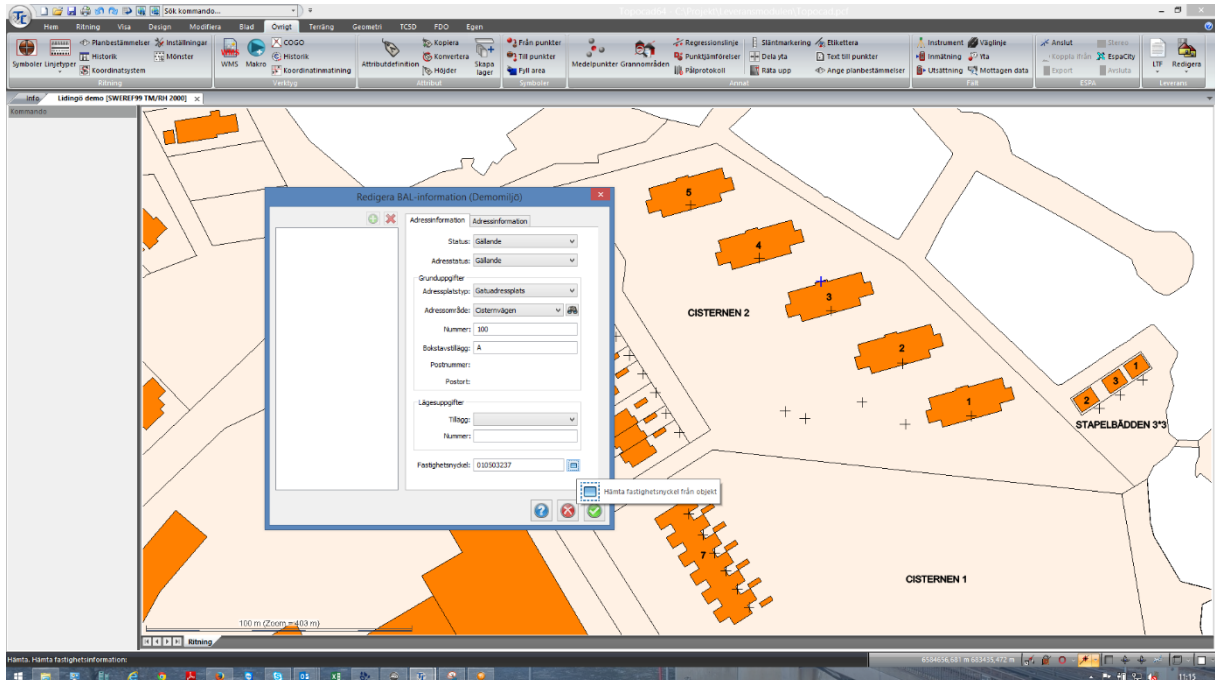 Sök kommando...
Topocad64 - C:\Projekt\
Hem Ritning Visa Design Modifiera Blad Övrigt Terräng Geometri TCSD FDO Egen
Symboler Linjetyper
Planbestämmelser Inställningar
Historik Mönster
Koordinatsystem
Ritning
WMS Makro
COGO
Historik
Koordinatinmatning
Verktyg
Attributdefinition
Kopiera
Konvertera
Höjder
Skapa lager
Attribut
Från punkter
Till punkter
Fyll area
Symboler
Medelpunkter Grannområden
Regressionslinje
Punktjämförelser
Pålprotokoll
Släntmarkering Etikettera
Dela yta Text till punkter
Räta upp Ange planbestämmelser
Annat
Instrument Väglinje
Inmätning Yta
Utsättning Mottagen data
Fält
Anslut Stereo
Koppla ifrån EspaCity
Export Avsluta
ESPA
LTF Redigera
Leverans
Info Lidingö demo [SWEREF99 TM/RH 2000] x
Kommando
Redigera BAL-information (Demomiljö)
Adressinformation Adressinformation
Status: Gällande
Adresstatus: Gällande
Grunduppgifter
Adressplatstyp: Gatuadressplats
Adressområde: Cisternvägen
Nummer: 100
Bokstavstillägg: A
Postnummer:
Postort:
Lägesuppgifter
Tillägg:
Nummer:
Fastighetsnyckel: 010503237
Hämta fastighetsnyckel från objekt
5
4
3
CISTERNEN 2
2
1
1
3
2
STAPELBÄDDEN 3*3
7
CISTERNEN 1
100 m (Zoom = 403 m)
Ritning
Hämta. Hämta fastighetsinformation:
6584656,681 m 683435,472 m
11:15